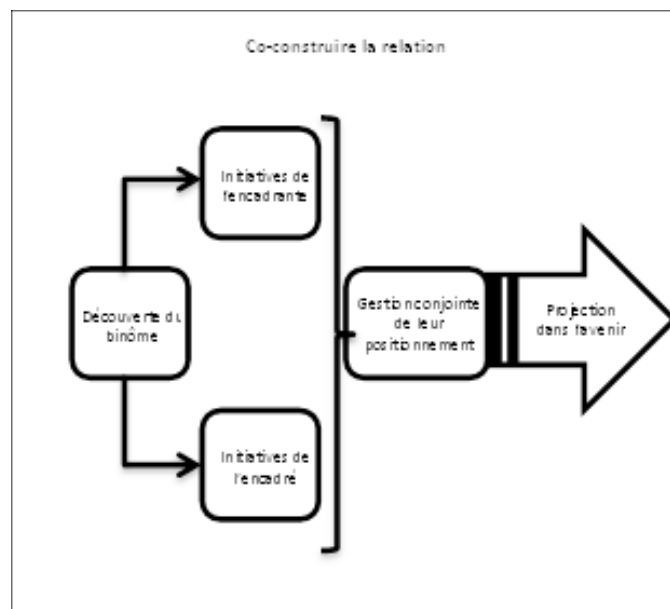 Co-construire la relation
Initiatives de
l'encadrante
Découverte du
binôme
Initiatives de
l'encadré
Gestion conjointe
de leur
positionnement
Projection
dans l'avenir